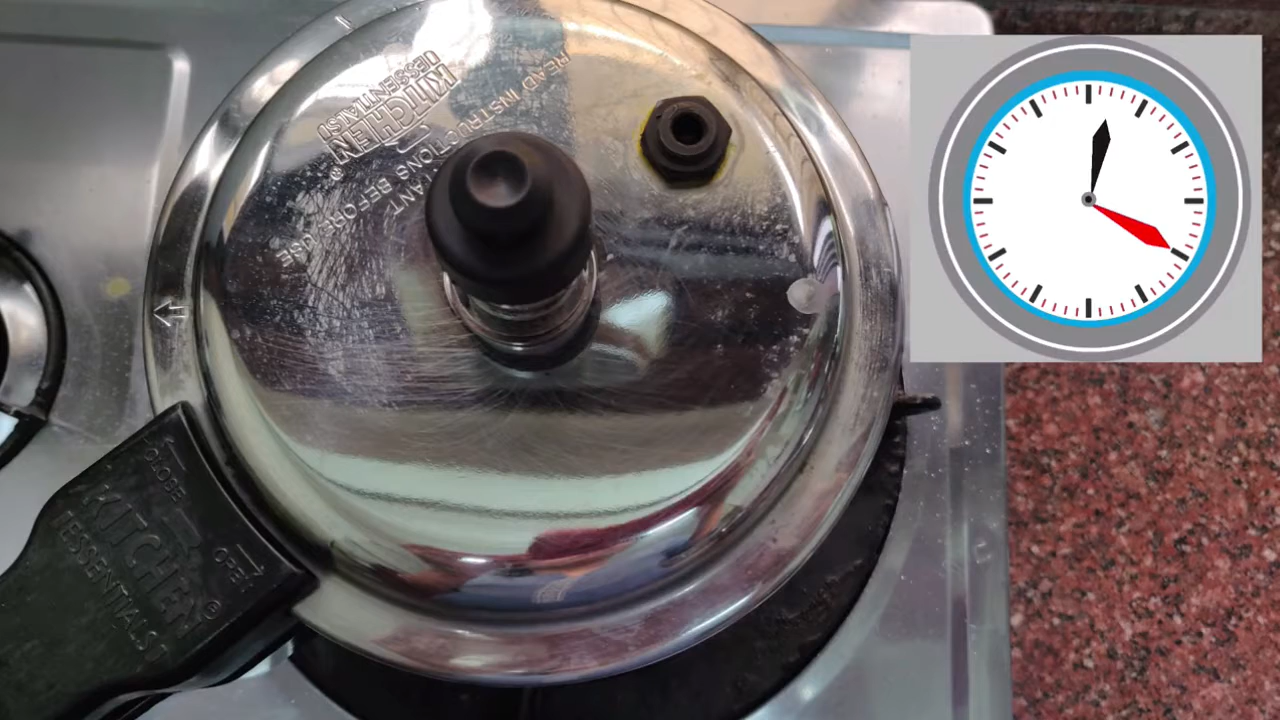 KITCHEN®
ESSENTIALS
READ INSTRUCTIONS BEFORE USE
CLOSE
OPEN
KITCHEN®
ESSENTIALS